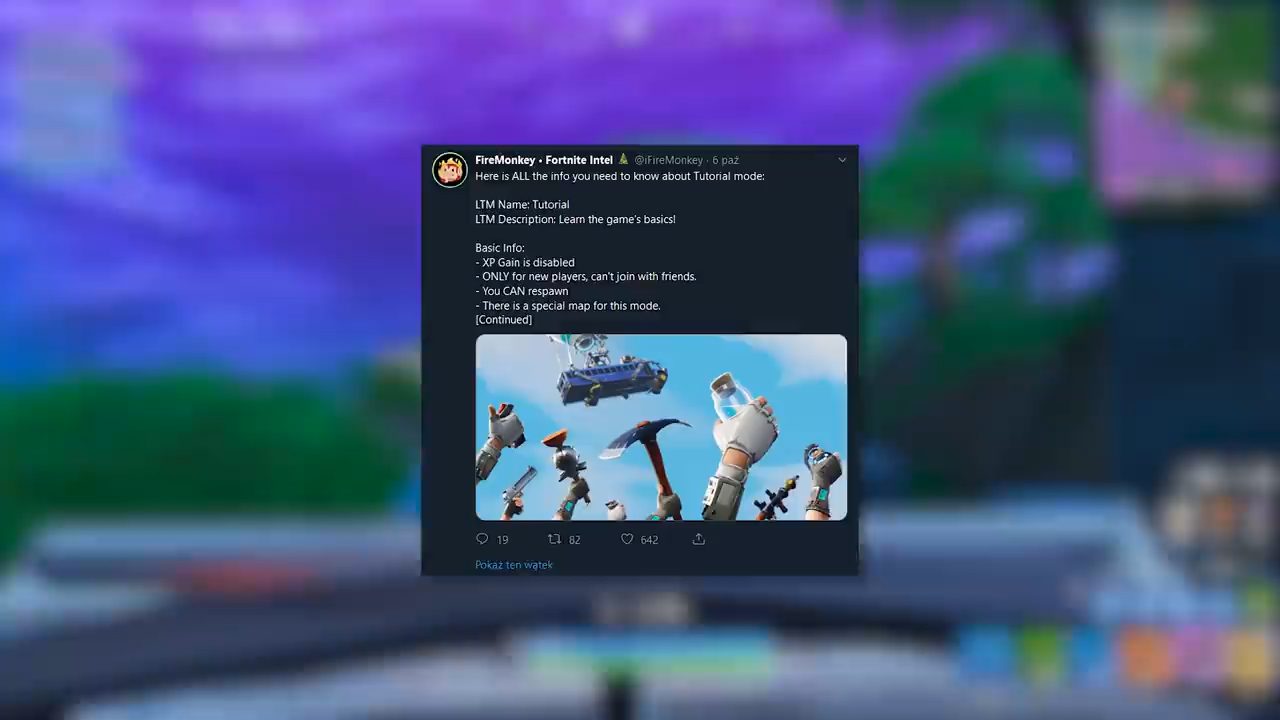 FireMonkey • Fortnite Intel @iFireMonkey · 6 paź
Here is ALL the info you need to know about Tutorial mode:
LTM Name: Tutorial
LTM Description: Learn the game's basics!
Basic Info:
- XP Gain is disabled
- ONLY for new players, can't join with friends.
- You CAN respawn
- There is a special map for this mode.
[Continued]
19 82 642
Pokaż ten wątek